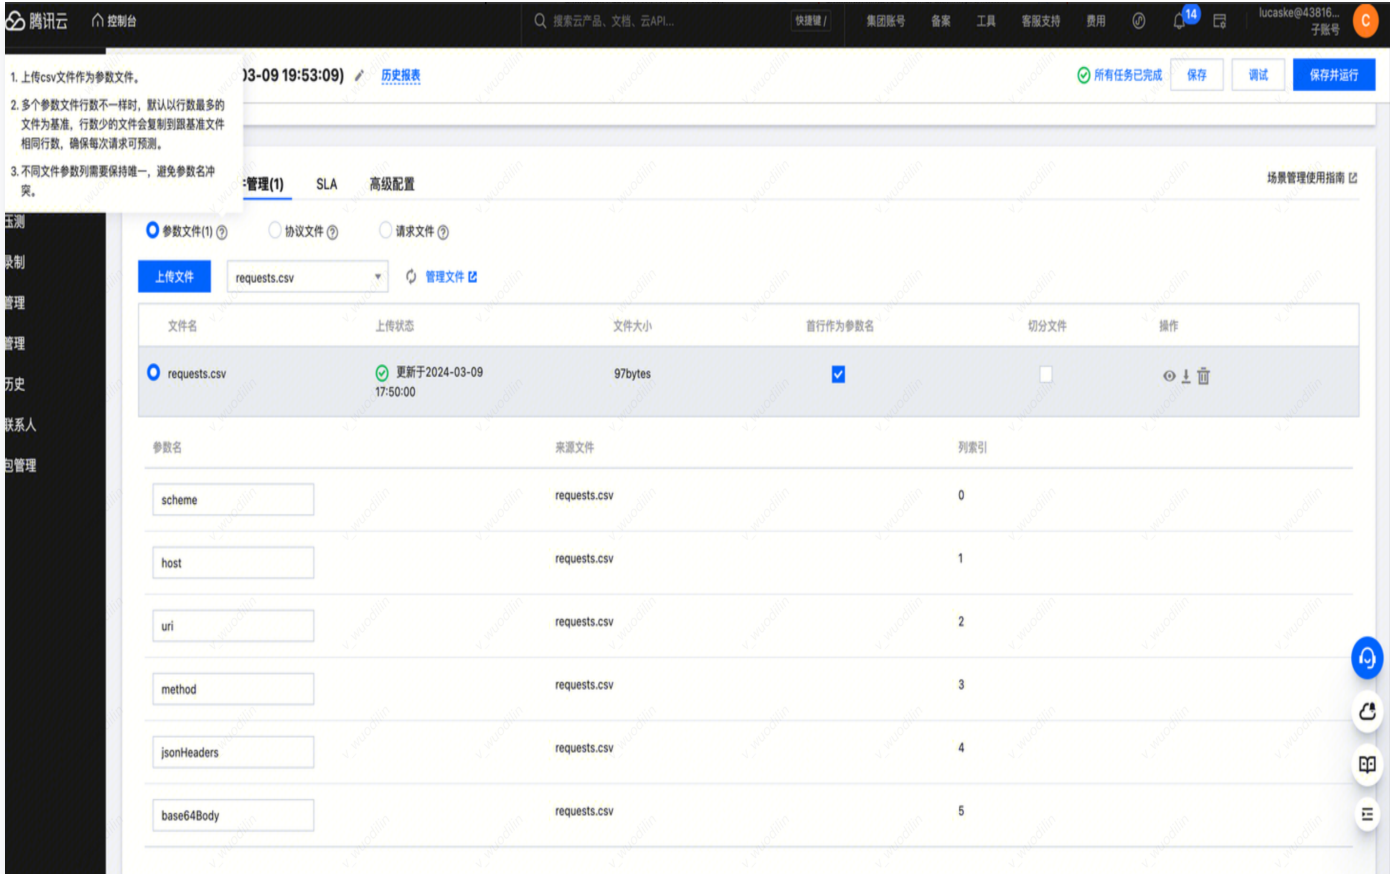 腾讯云
控制台
搜索云产品、文档、云API...
快捷键 /
集团账号
备案
工具
客服支持
费用
14
lucaske@43816...
子账号
C
1. 上传csv文件作为参数文件。
2. 多个参数文件行数不一样时，默认以行数最多的
文件为基准，行数少的文件会复制到跟基准文件
相同行数，确保每次请求可预测。
3. 不同文件参数列需要保持唯一，避免参数名冲
突。
03-09 19:53:09)
历史报表
所有任务已完成
保存
调试
保存并运行
管理(1)
SLA
高级配置
场景管理使用指南
压测
录制
管理
管理
历史
联系人
包管理
参数文件(1)
协议文件
请求文件
上传文件
requests.csv
管理文件
文件名
上传状态
文件大小
首行作为参数名
切分文件
操作
requests.csv
更新于2024-03-09
17:50:00
97bytes
参数名
来源文件
列索引
scheme
requests.csv
0
host
requests.csv
1
uri
requests.csv
2
method
requests.csv
3
jsonHeaders
requests.csv
4
base64Body
requests.csv
5